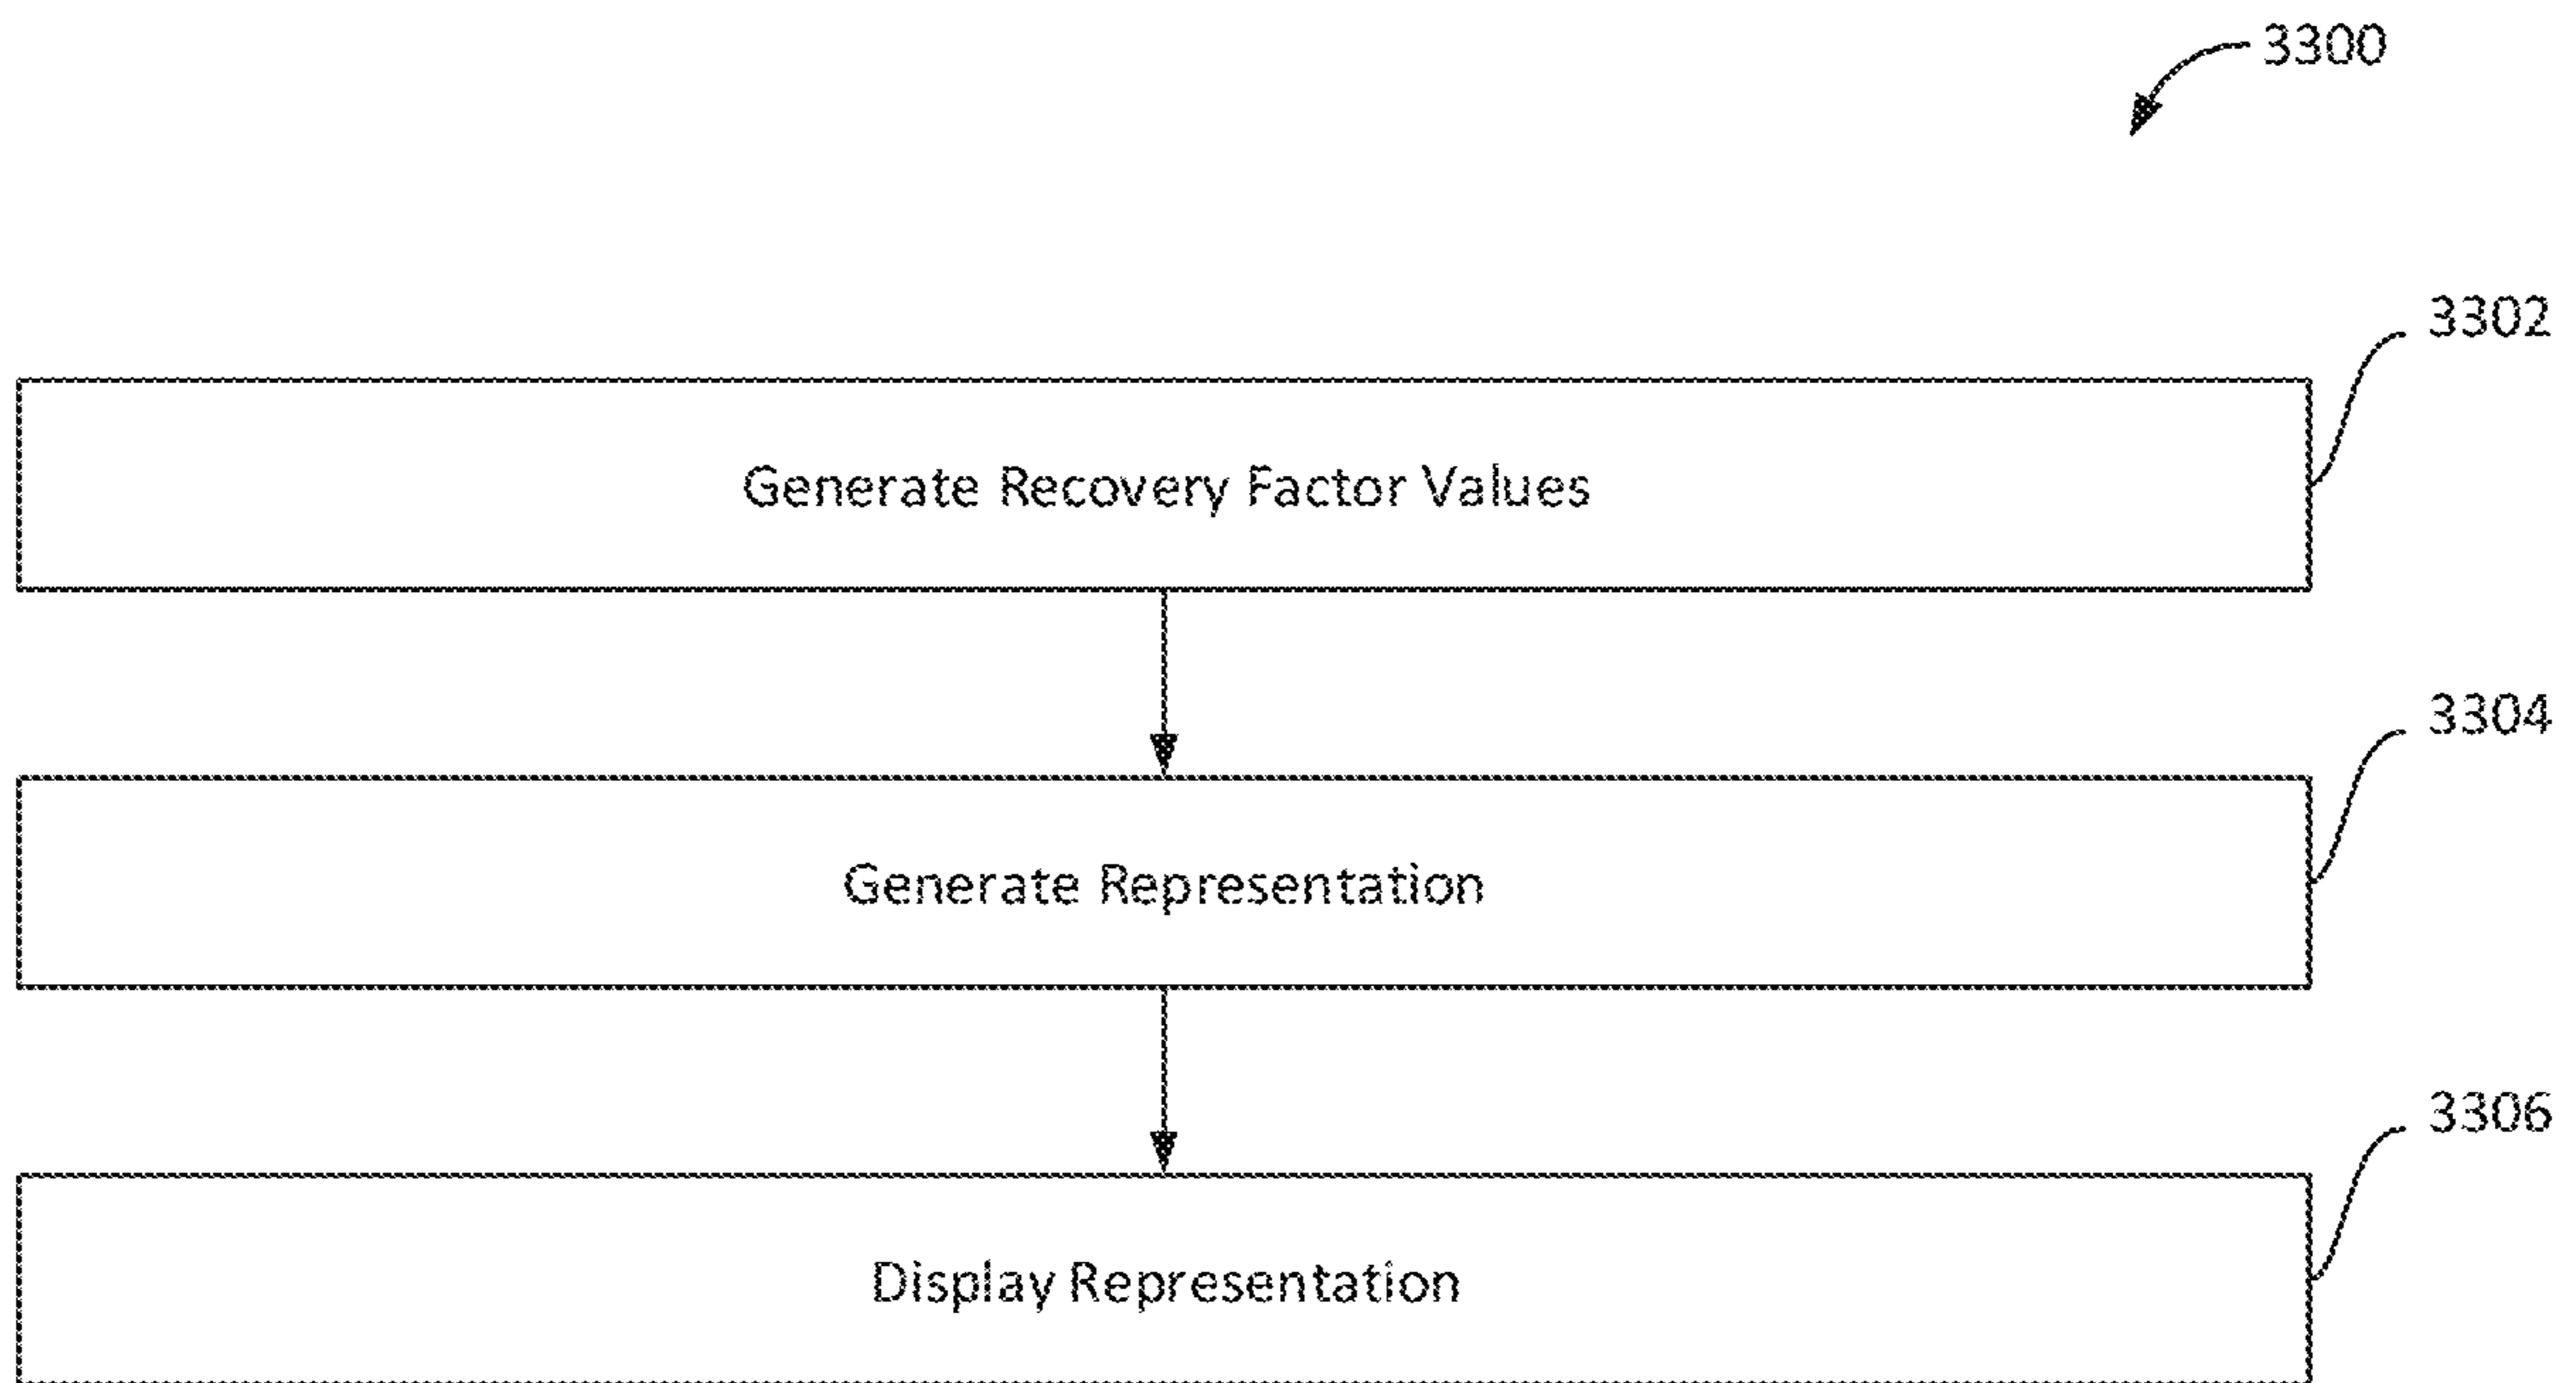 3300
3302
Generate Recovery Factor Values
3304
Generate Representation
3306
Display Representation